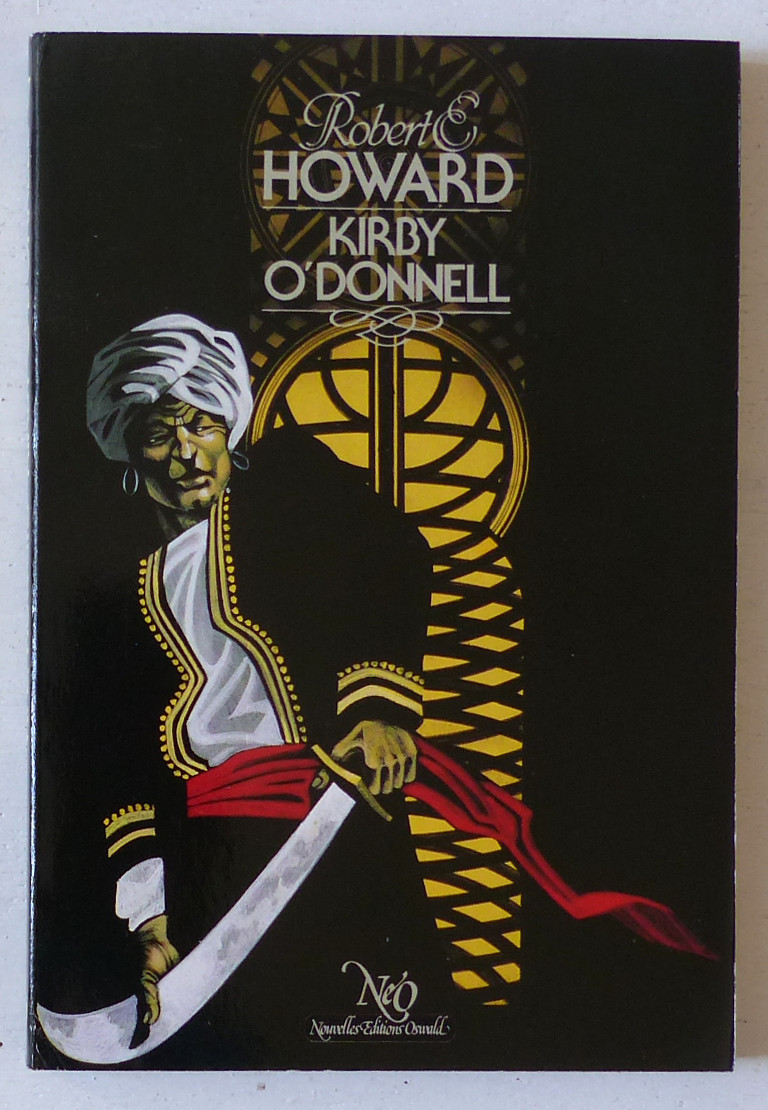 Robert E
HOWARD
KIRBY
O'DONNELL
NéO
Nouvelles Editions Oswald